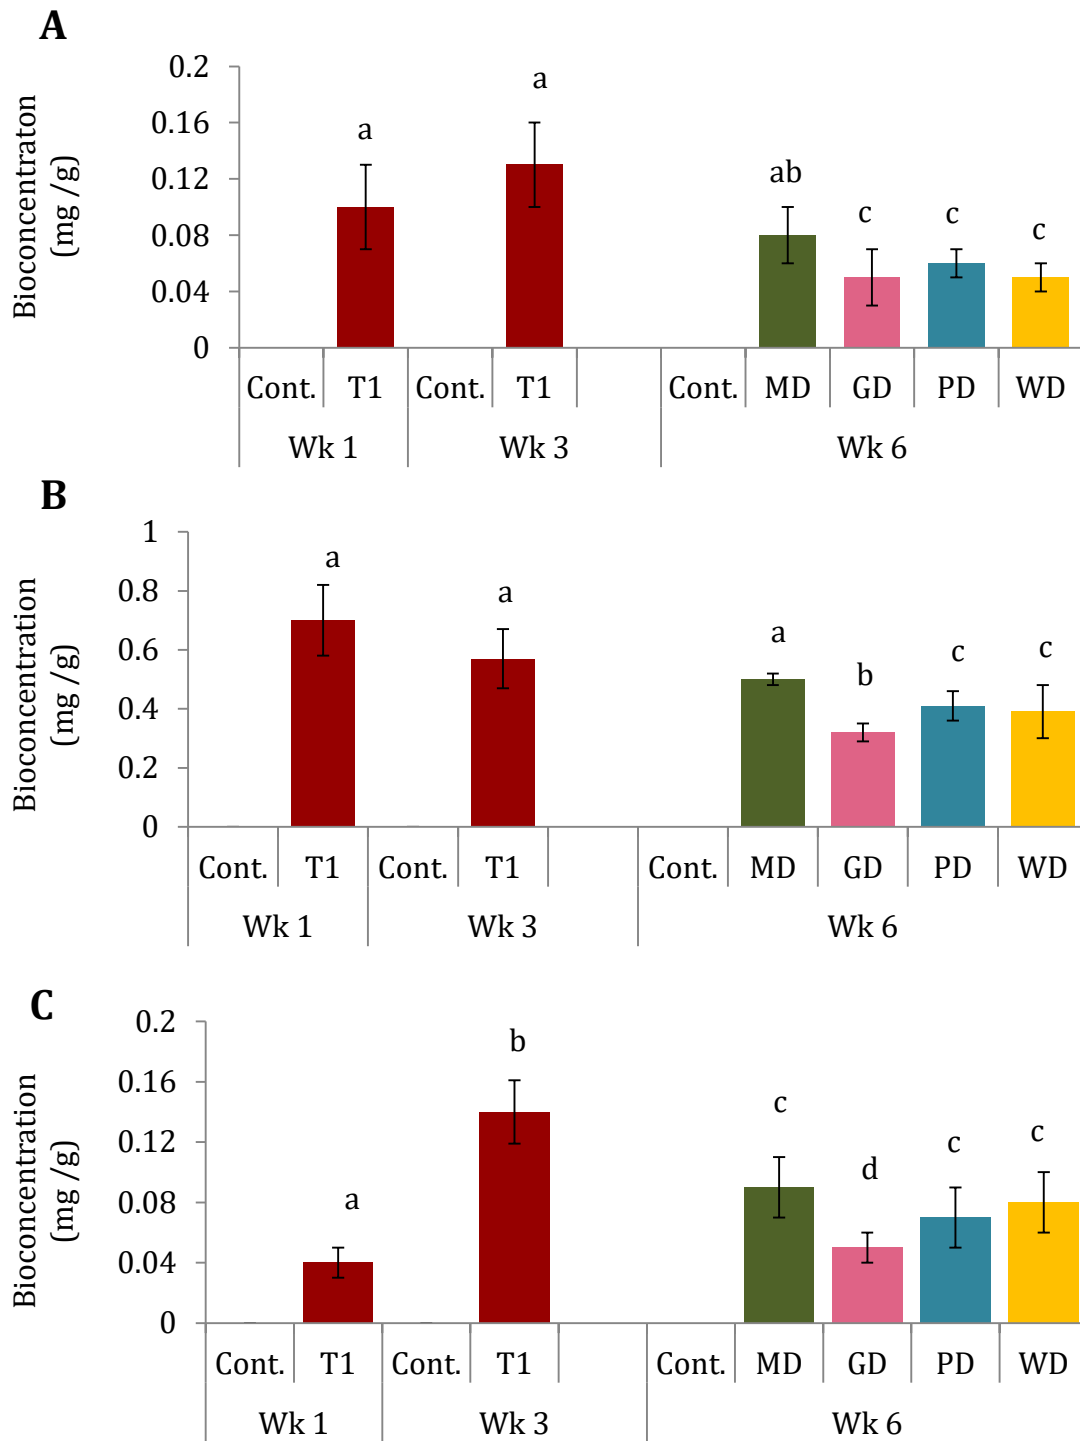 A
Bioconcentraton
(mg /g)
0.2
0.16
0.12
0.08
0.04
0
a
a
ab
c
c
c
Cont. T1 Cont. T1 Cont. MD GD PD WD
Wk 1 Wk 3 Wk 6
B
Bioconcentration
(mg /g)
1
0.8
0.6
0.4
0.2
0
a
a
a
b
c
c
Cont. T1 Cont. T1 Cont. MD GD PD WD
Wk 1 Wk 3 Wk 6
C
Bioconcentration
(mg /g)
0.2
0.16
0.12
0.08
0.04
0
a
b
c
d
c
c
Cont. T1 Cont. T1 Cont. MD GD PD WD
Wk 1 Wk 3 Wk 6